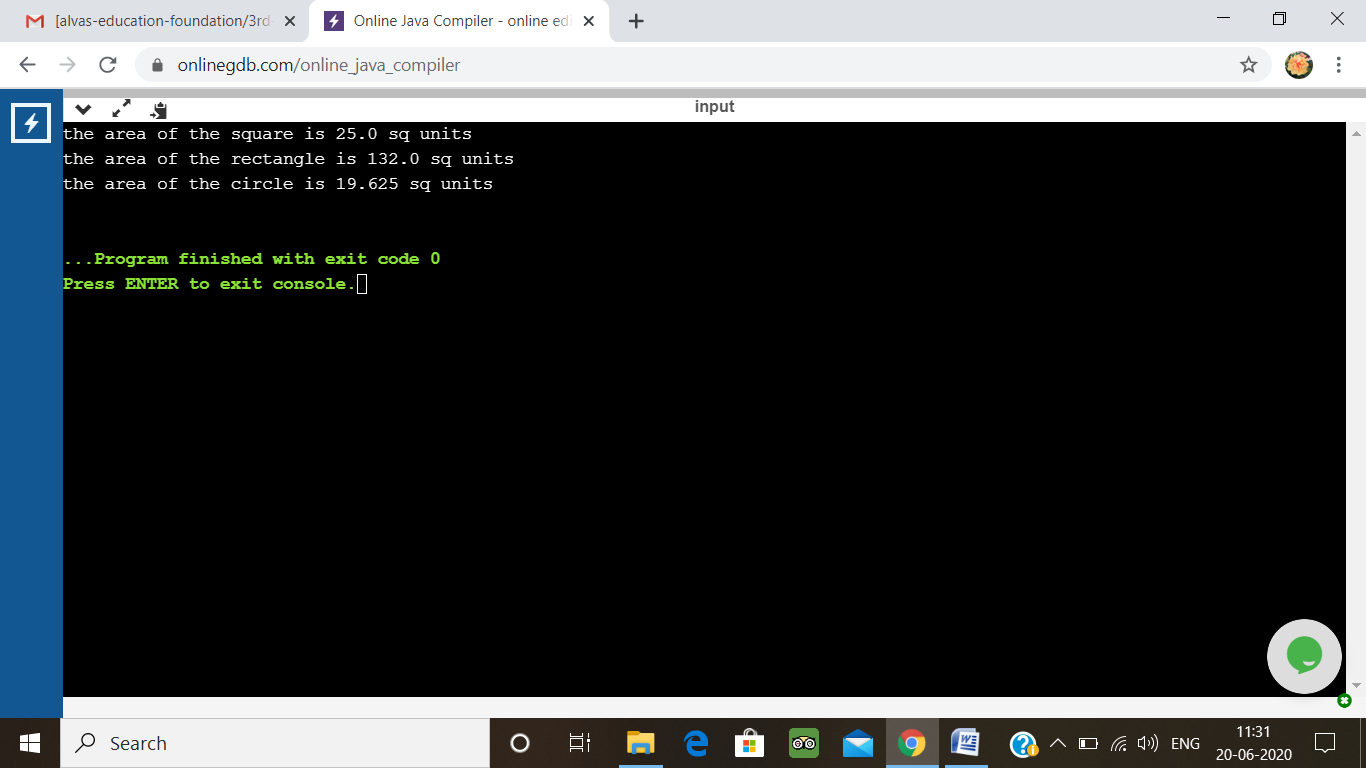 [alvas-education-foundation/3rd-
Online Java Compiler - online edi
onlinegdb.com/online_java_compiler
input
the area of the square is 25.0 sq units
the area of the rectangle is 132.0 sq units
the area of the circle is 19.625 sq units
...Program finished with exit code 0
Press ENTER to exit console.
Search
ENG
11:31
20-06-2020